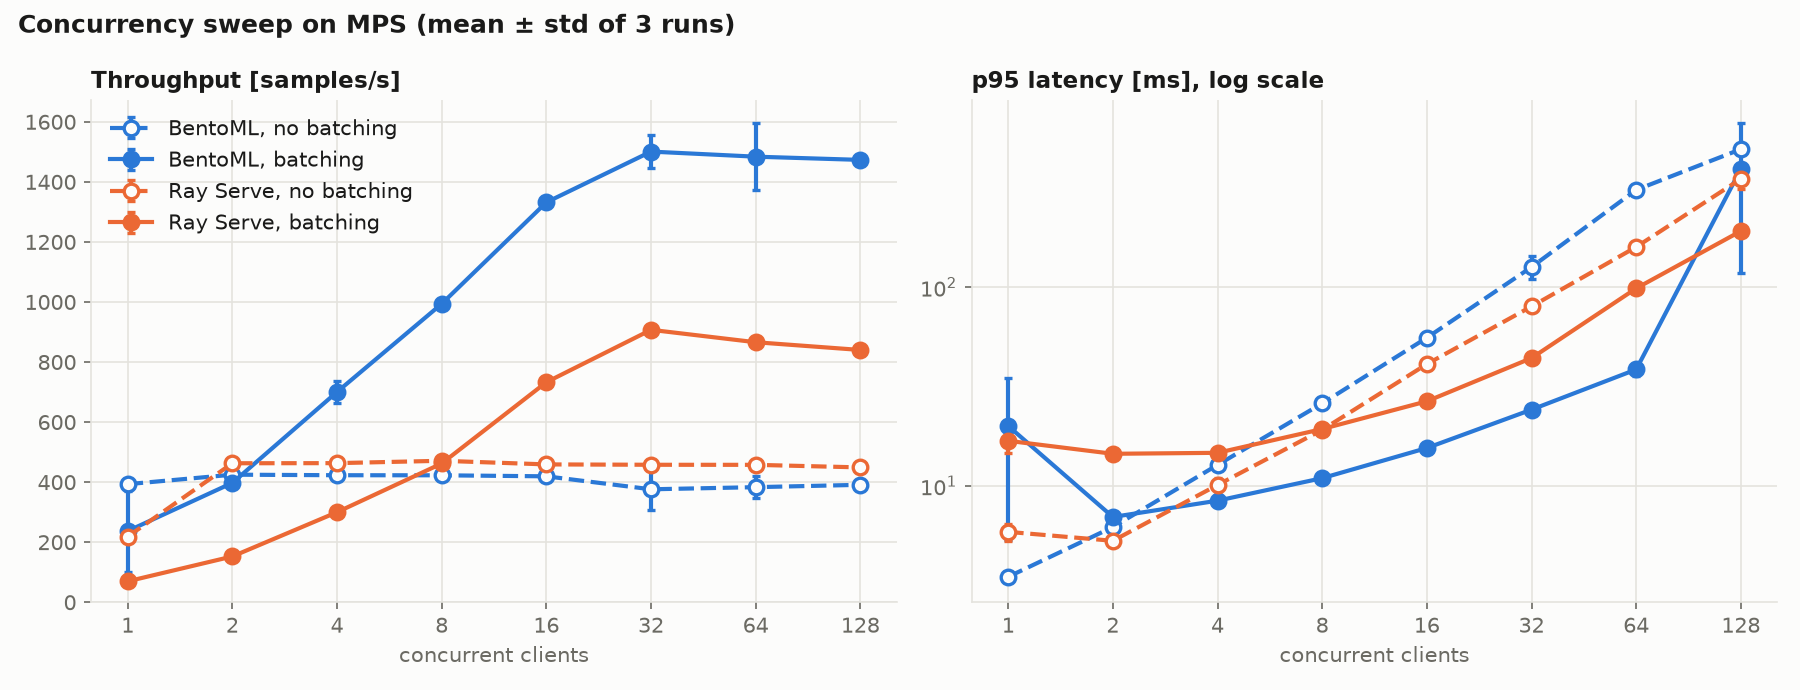 Concurrency sweep on MPS (mean ± std of 3 runs)
Throughput [samples/s]
1600
1400
1200
1000
800
600
400
200
0
BentoML, no batching
BentoML, batching
Ray Serve, no batching
Ray Serve, batching
1 2 4 8 16 32 64 128
concurrent clients
p95 latency [ms], log scale
10²
10¹
1 2 4 8 16 32 64 128
concurrent clients